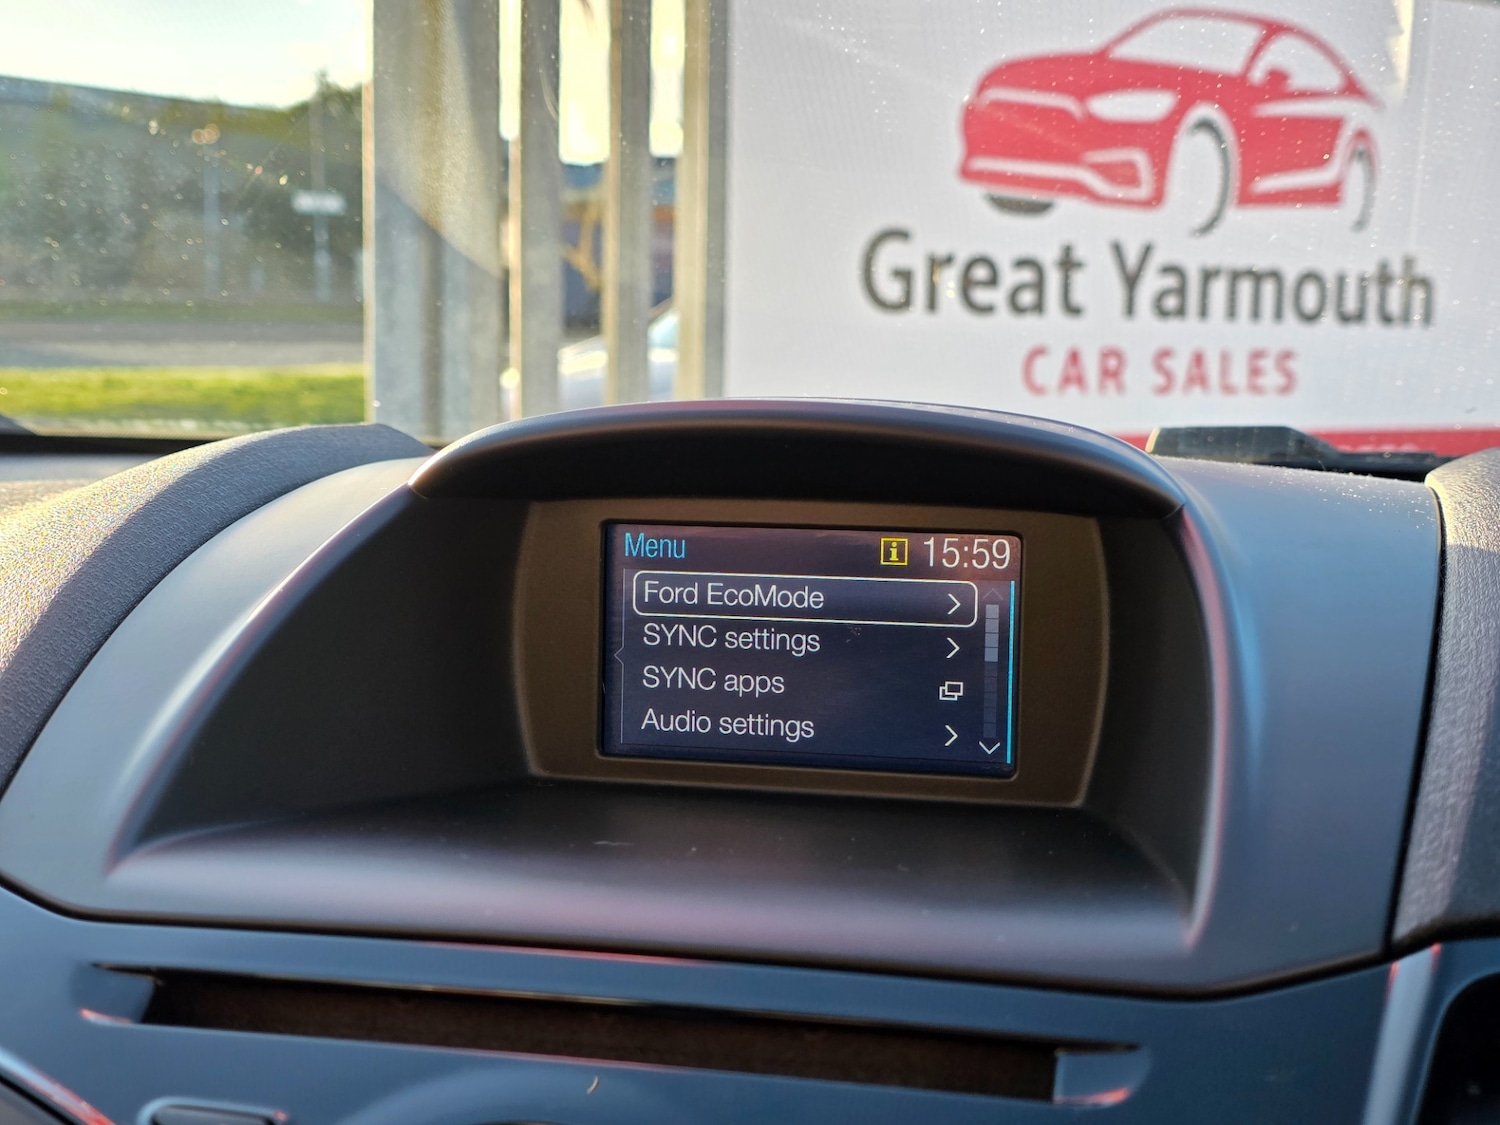 Great Yarmouth
CAR SALES
Menu
i 15:59
Ford EcoMode
SYNC settings
SYNC apps
Audio settings